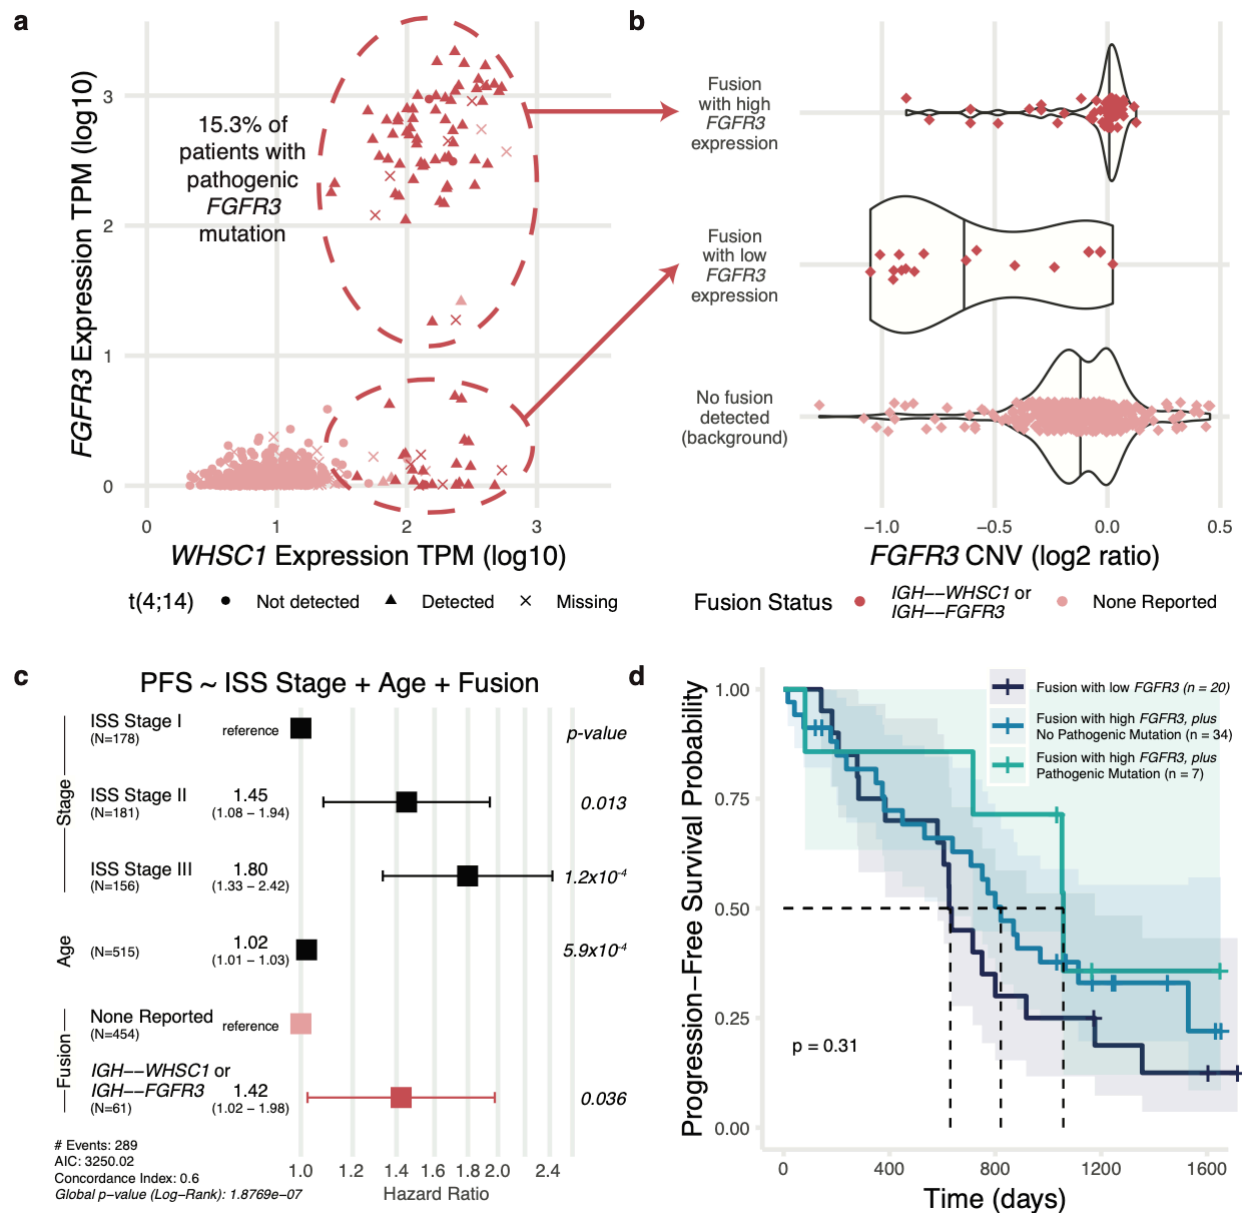 a
FGFR3 Expression TPM (log10)
3
2
1
0
15.3% of
patients with
pathogenic
FGFR3
mutation
0
1
2
3
WHSC1 Expression TPM (log10)
t(4;14)
Not detected
Detected
Missing
b
Fusion
with high
FGFR3
expression
Fusion
with low
FGFR3
expression
No fusion
detected
(background)
−1.0
−0.5
0.0
0.5
FGFR3 CNV (log2 ratio)
Fusion Status
IGH−−WHSC1 or
IGH−−FGFR3
None Reported
c
PFS ~ ISS Stage + Age + Fusion
Stage
ISS Stage I
(N=178)
reference
p-value
ISS Stage II
(N=181)
1.45
(1.08 − 1.94)
0.013
ISS Stage III
(N=156)
1.80
(1.33 − 2.42)
1.2x10⁻⁴
Age
(N=515)
1.02
(1.01 − 1.03)
5.9x10⁻⁴
Fusion
None Reported
(N=454)
reference
IGH−−WHSC1 or
IGH−−FGFR3
(N=61)
1.42
(1.02 − 1.98)
0.036
# Events: 289
AIC: 3250.02
Concordance Index: 0.6
Global p−value (Log−Rank): 1.8769e−07
1.0
1.2
1.4
1.6
1.8
2.0
2.4
Hazard Ratio
d
Progression−Free Survival Probability
1.00
0.75
0.50
0.25
0.00
Fusion with low FGFR3 (n = 20)
Fusion with high FGFR3, plus
No Pathogenic Mutation (n = 34)
Fusion with high FGFR3, plus
Pathogenic Mutation (n = 7)
p = 0.31
0
400
800
1200
1600
Time (days)